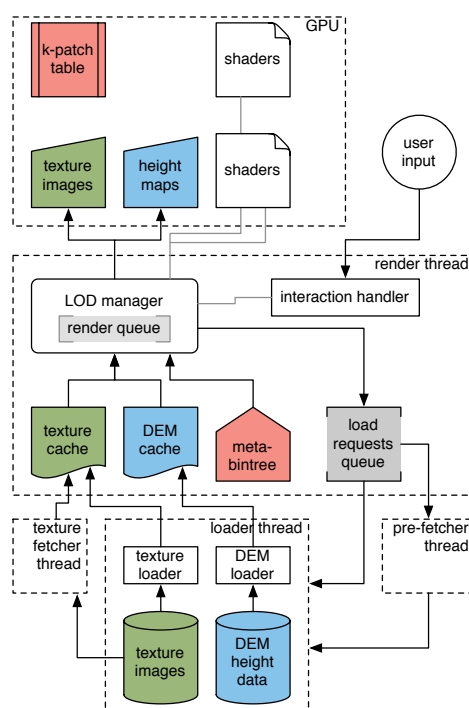 GPU
k-patch
table
shaders
texture
images
height
maps
shaders
user
input
render thread
LOD manager
render queue
interaction handler
texture
cache
DEM
cache
meta-
bintree
load
requests
queue
texture
fetcher
thread
loader thread
pre-fetcher
thread
texture
loader
DEM
loader
texture
images
DEM
height
data